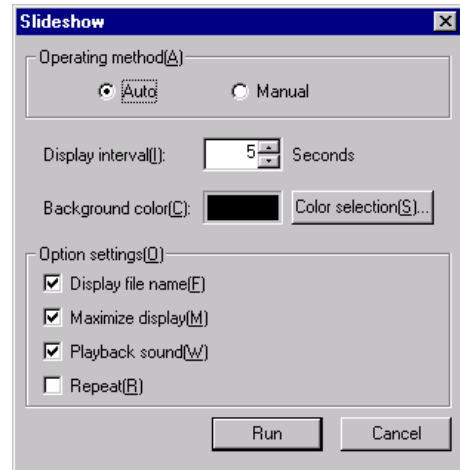 Slideshow
Operating method(A)
Auto Manual
Display interval(I): 5 Seconds
Background color(C): Color selection(S)...
Option settings(O)
Display file name(F)
Maximize display(M)
Playback sound(W)
Repeat(R)
Run Cancel